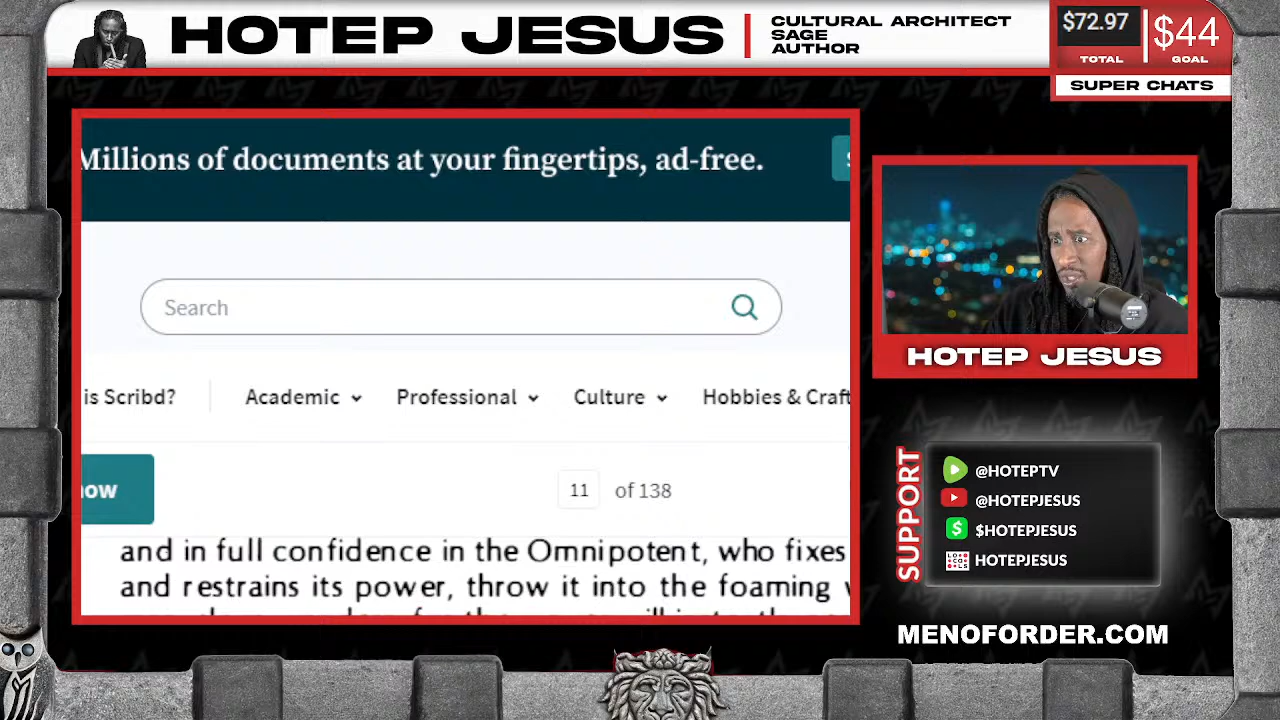 HOTEP JESUS
CULTURAL ARCHITECT
SAGE
AUTHOR
$72.97
TOTAL
$44
GOAL
SUPER CHATS
Millions of documents at your fingertips, ad-free.
Search
is Scribd?
Academic
Professional
Culture
Hobbies & Craft
now
11 of 138
and in full confidence in the Omnipotent, who fixes
and restrains its power, throw it into the foaming
HOTEP JESUS
SUPPORT
@HOTEPTV
@HOTEPJESUS
$HOTEPJESUS
LOCALS
HOTEPJESUS
MENOFORDER.COM